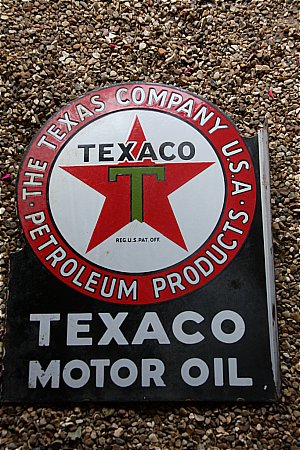 THE TEXAS COMPANY U.S.A.
TEXACO
T
REG.U.S.PAT.OFF.
PETROLEUM PRODUCTS
TEXACO
MOTOR OIL